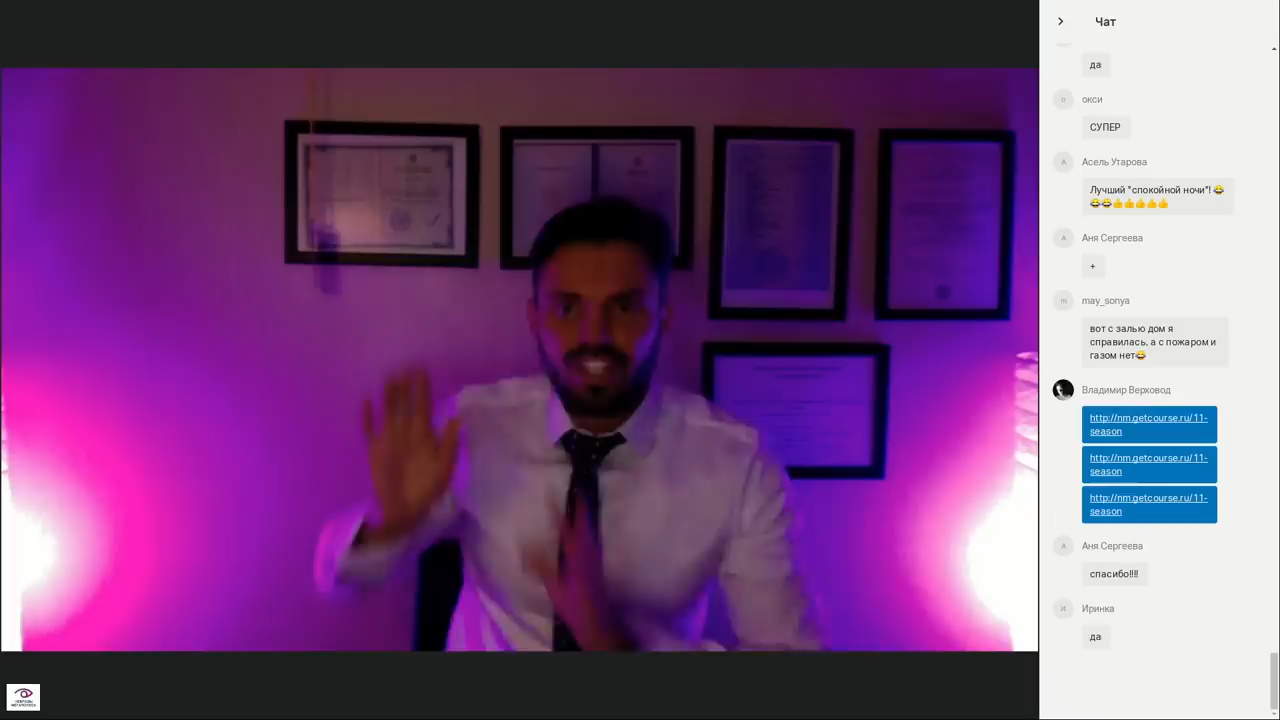 Чат
да
окси
СУПЕР
Асель Утарова
Лучший "спокойной ночи"! 😂
😂😂👍👍👍👍👍
Аня Сергеева
+
may_sonya
вот с залью дом я
справилась, а с пожаром и
газом нет😂
Владимир Верховод
http://nm.getcourse.ru/11-
season
http://nm.getcourse.ru/11-
season
http://nm.getcourse.ru/11-
season
Аня Сергеева
спасибо!!!!
Иринка
да